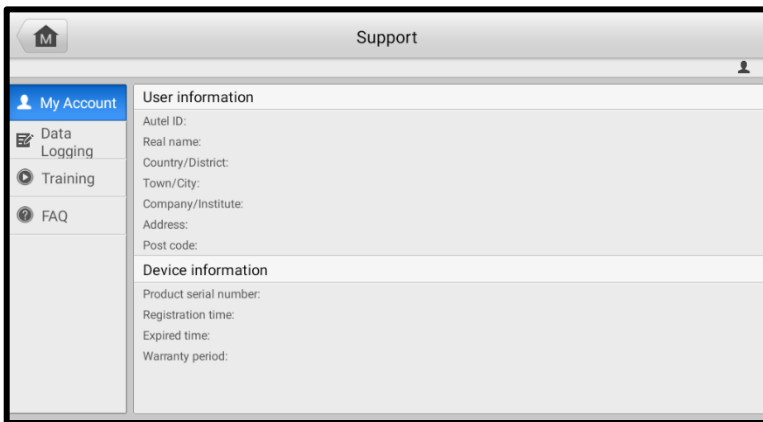 M
Support
My Account
Data
Logging
Training
FAQ
User information
Autel ID:
Real name:
Country/District:
Town/City:
Company/Institute:
Address:
Post code:
Device information
Product serial number:
Registration time:
Expired time:
Warranty period: